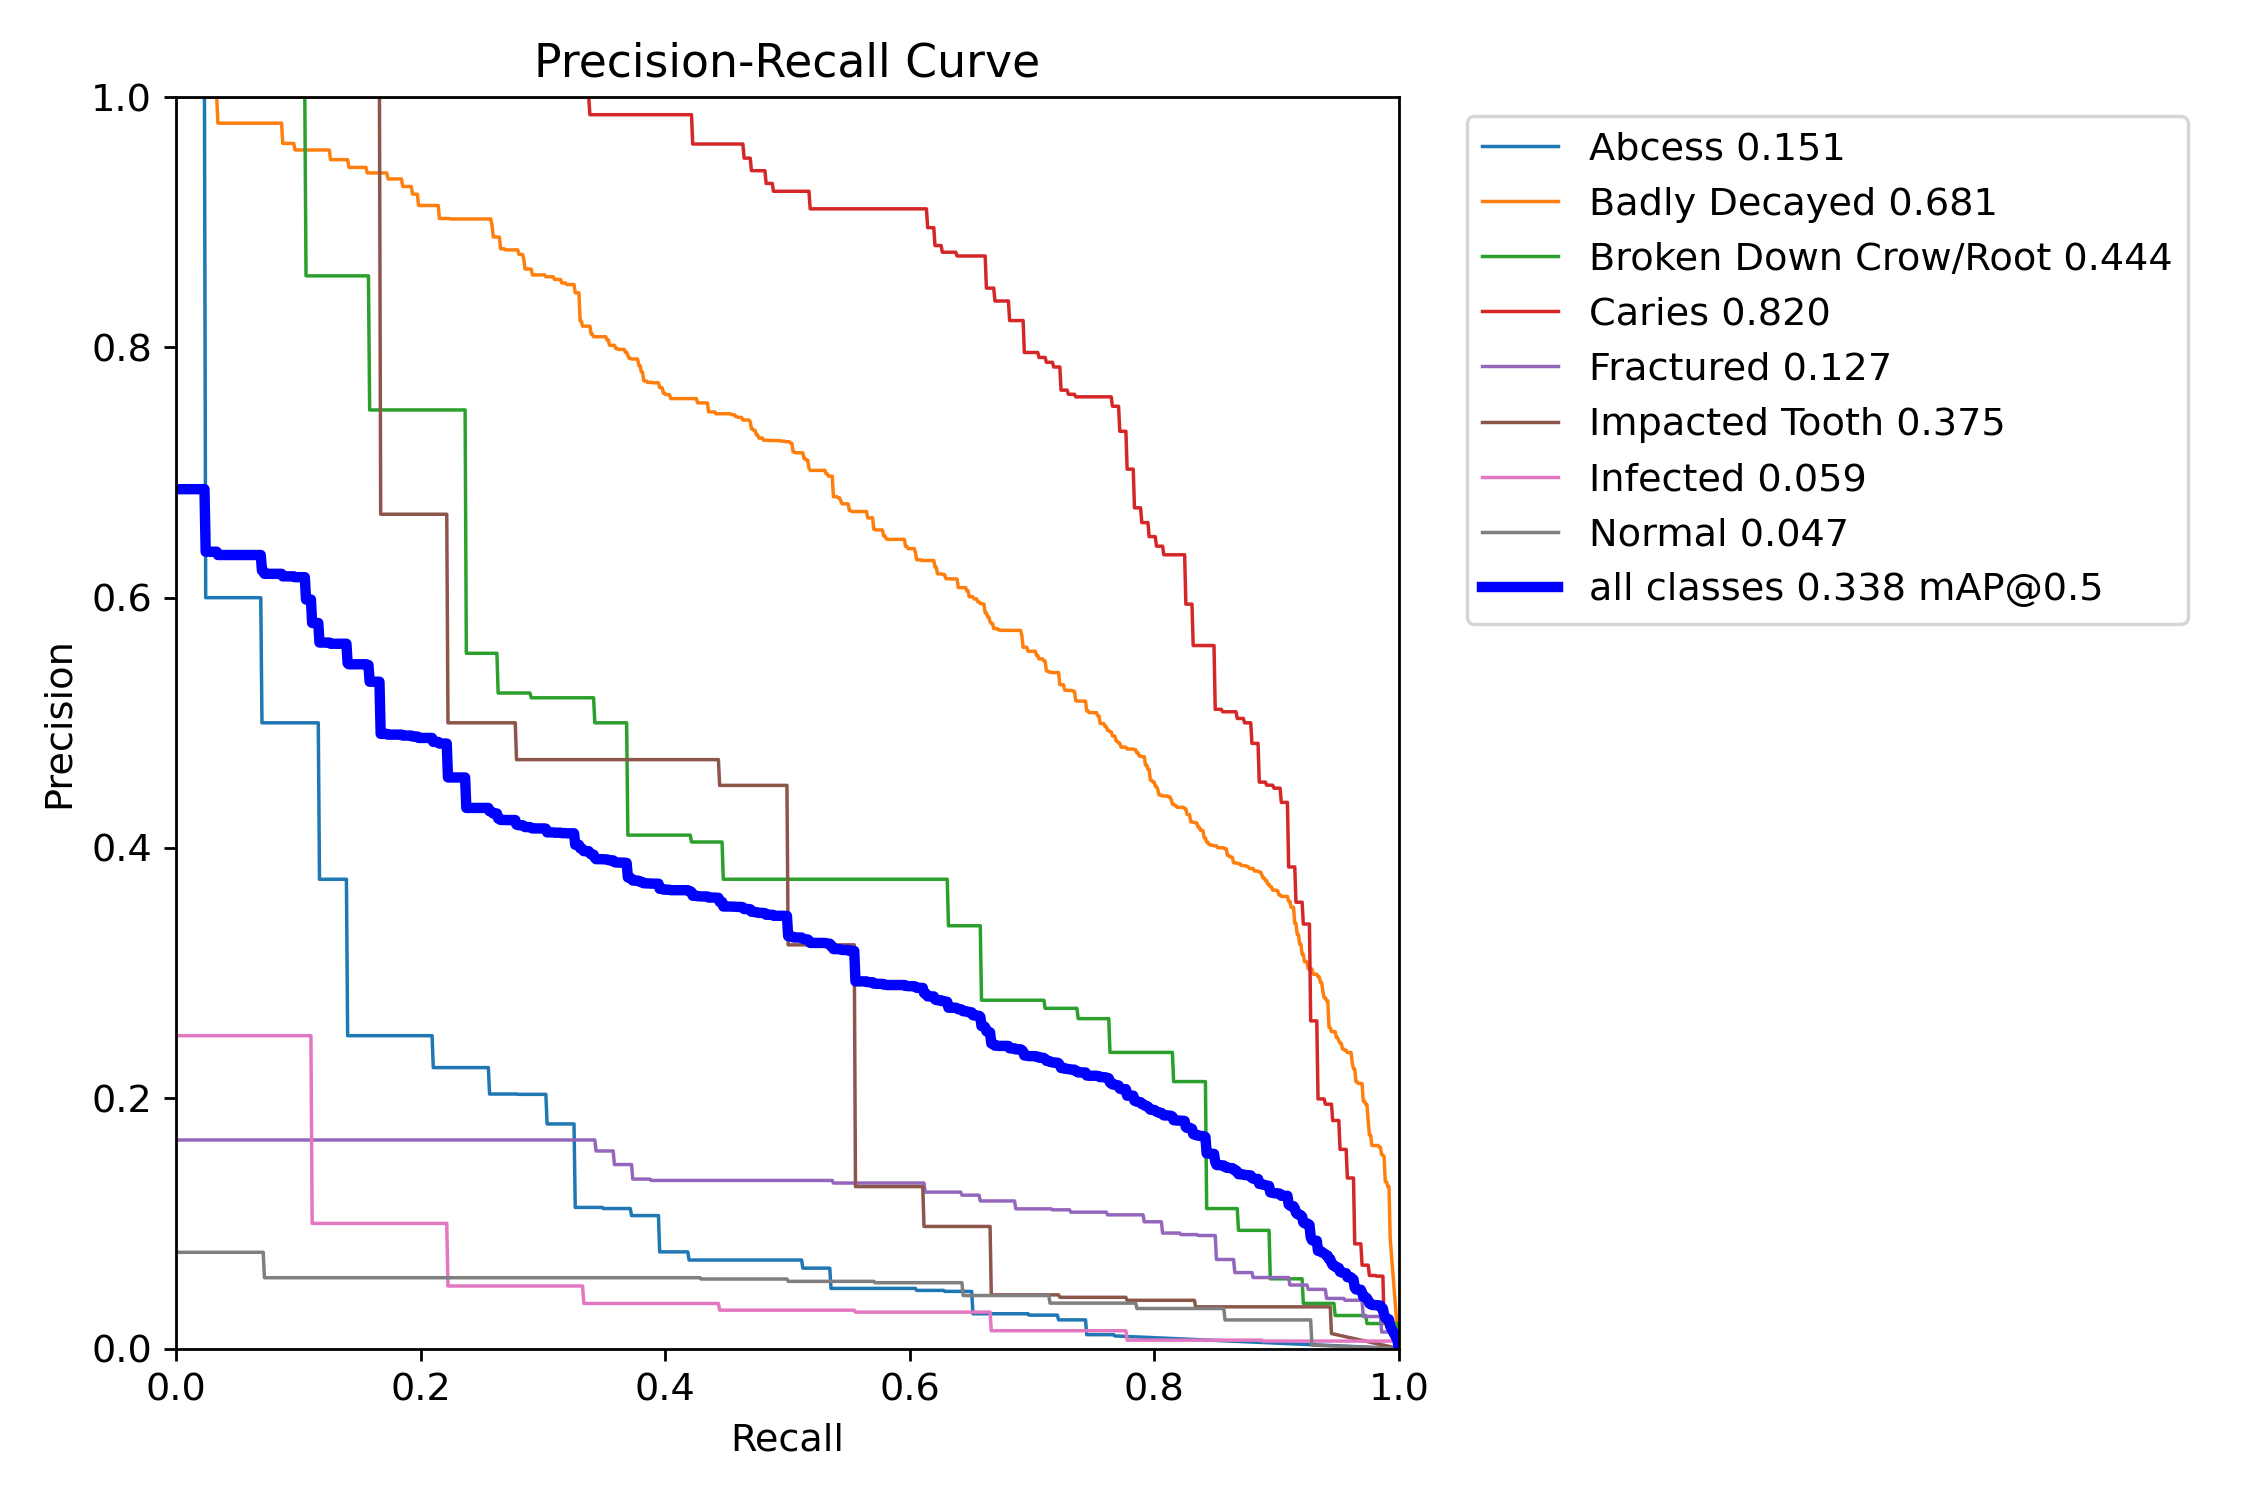 Precision-Recall Curve
1.0
0.8
0.6
0.4
0.2
0.0
Precision
0.0 0.2 0.4 0.6 0.8 1.0
Recall
Abcess 0.151
Badly Decayed 0.681
Broken Down Crow/Root 0.444
Caries 0.820
Fractured 0.127
Impacted Tooth 0.375
Infected 0.059
Normal 0.047
all classes 0.338 mAP@0.5